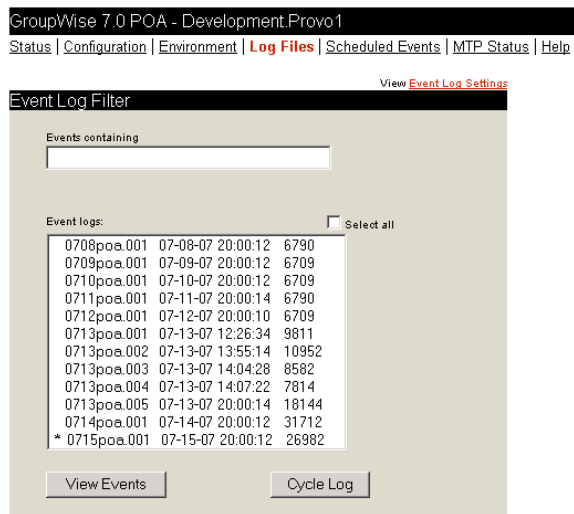 GroupWise 7.0 POA - Development.Provo1
Status | Configuration | Environment | Log Files | Scheduled Events | MTP Status | Help
View Event Log Settings
Event Log Filter
Events containing
Event logs:
Select all
0708poa.001 07-08-07 20:00:12 6790
0709poa.001 07-09-07 20:00:12 6709
0710poa.001 07-10-07 20:00:12 6709
0711poa.001 07-11-07 20:00:14 6790
0712poa.001 07-12-07 20:00:10 6709
0713poa.001 07-13-07 12:26:34 9811
0713poa.002 07-13-07 13:55:14 10952
0713poa.003 07-13-07 14:04:28 8582
0713poa.004 07-13-07 14:07:22 7814
0713poa.005 07-13-07 20:00:14 18144
0714poa.001 07-14-07 20:00:12 31712
* 0715poa.001 07-15-07 20:00:12 26982
View Events
Cycle Log